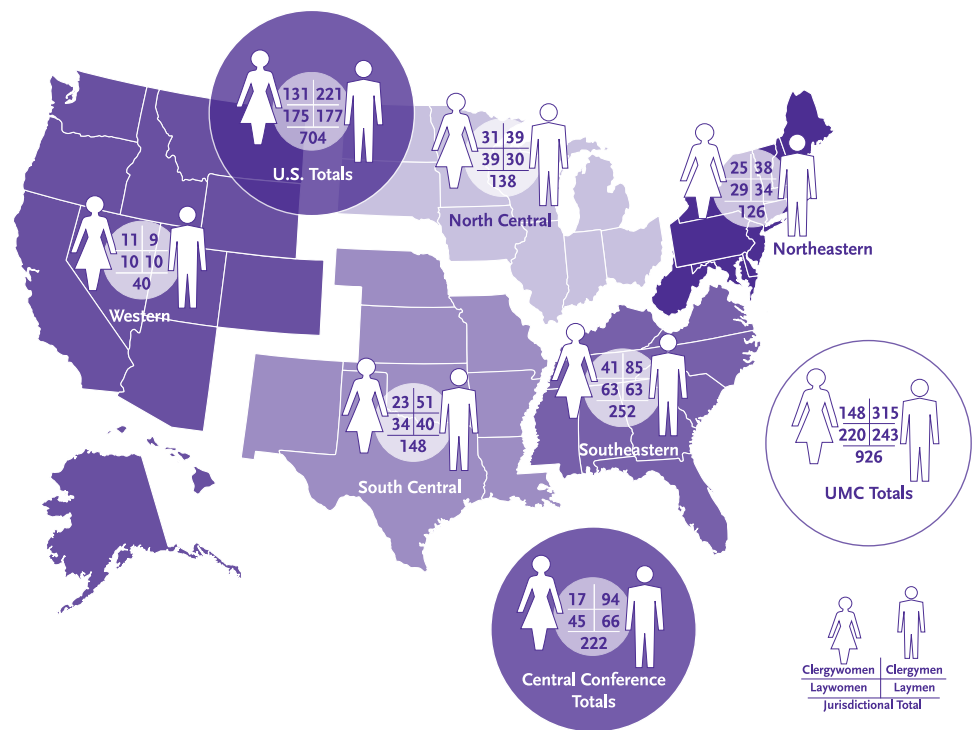 131 221
175 177
704
U.S. Totals
31 39
39 30
138
North Central
25 38
29 34
126
Northeastern
11 9
10 10
40
Western
41 85
63 63
252
Southeastern
23 51
34 40
148
South Central
148 315
220 243
926
UMC Totals
17 94
45 66
222
Central Conference
Totals
Clergywomen Clergymen
Laywomen Laymen
Jurisdictional Total